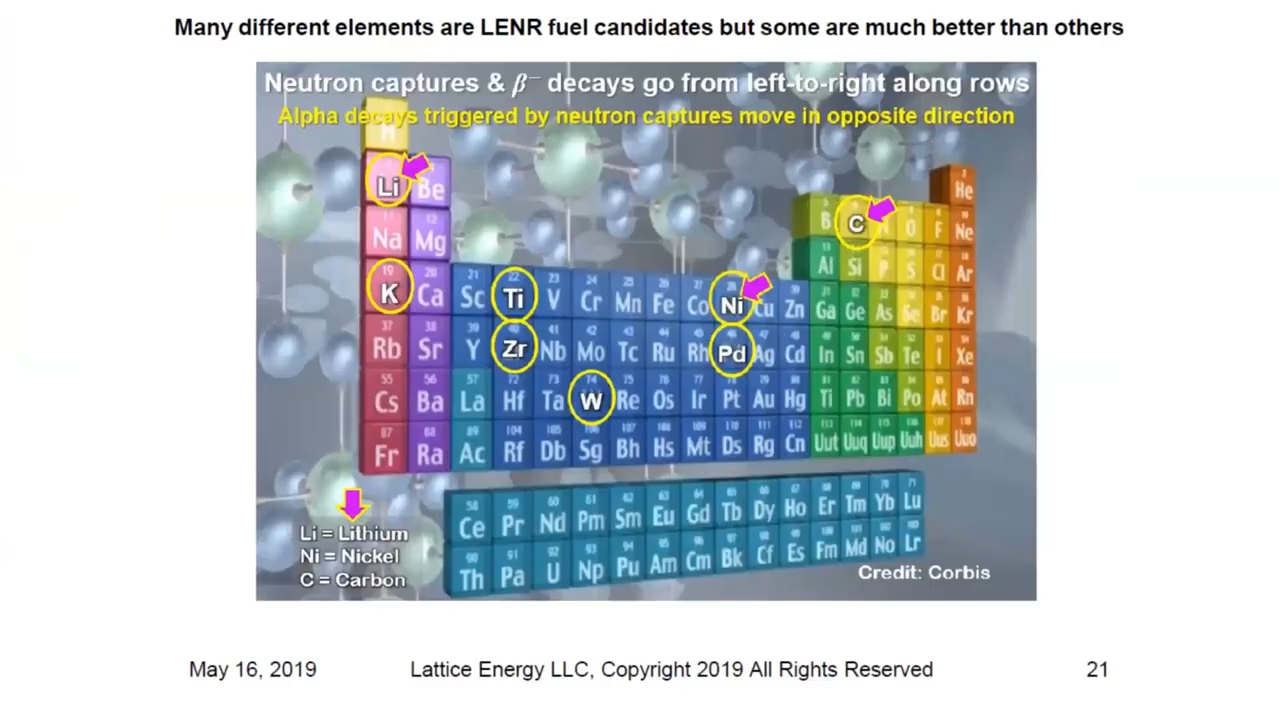 Many different elements are LENR fuel candidates but some are much better than others
Neutron captures & β⁻ decays go from left-to-right along rows
Alpha decays triggered by neutron captures move in opposite direction
H
Li Be He
B C N O F Ne
Na Mg Al Si P S Cl Ar
K Ca Sc Ti V Cr Mn Fe Co Ni Cu Zn Ga Ge As Se Br Kr
Rb Sr Y Zr Nb Mo Tc Ru Rh Pd Ag Cd In Sn Sb Te I Xe
Cs Ba La Hf Ta W Re Os Ir Pt Au Hg Ti Pb Bi Po At Rn
Fr Ra Ac Rf Db Sg Bh Hs Mt Ds Rg Cn Uut Uuq Uup Uuh Uus Uuo
Ce Pr Nd Pm Sm Eu Gd Tb Dy Ho Er Tm Yb Lu
Th Pa U Np Pu Am Cm Bk Cf Es Fm Md No Lr
Li = Lithium
Ni = Nickel
C = Carbon
Credit: Corbis
May 16, 2019 Lattice Energy LLC, Copyright 2019 All Rights Reserved 21